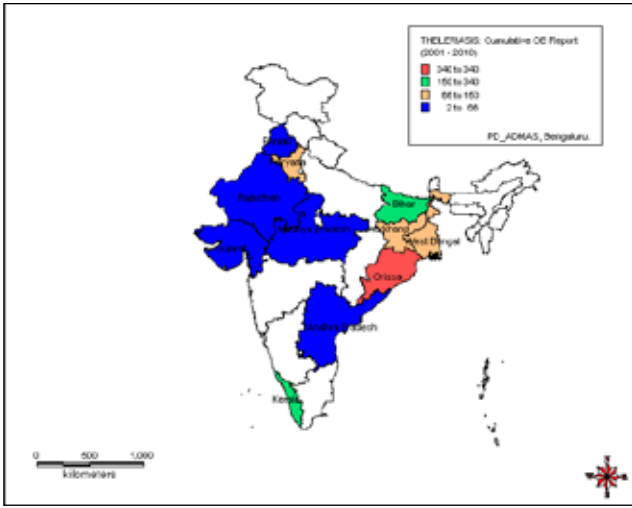 THEILERIASIS: Cumulative OB Report
(2001 - 2010)
340 to 340
150 to 340
66 to 150
2 to 66
PD_ADMAS, Bengaluru.
Punjab
Haryana
Rajasthan
Bihar
Madhya Pradesh
Jharkhand
West Bengal
Gujarat
Orissa
Andhra Pradesh
Kerala
0 500 1,000
kilometers